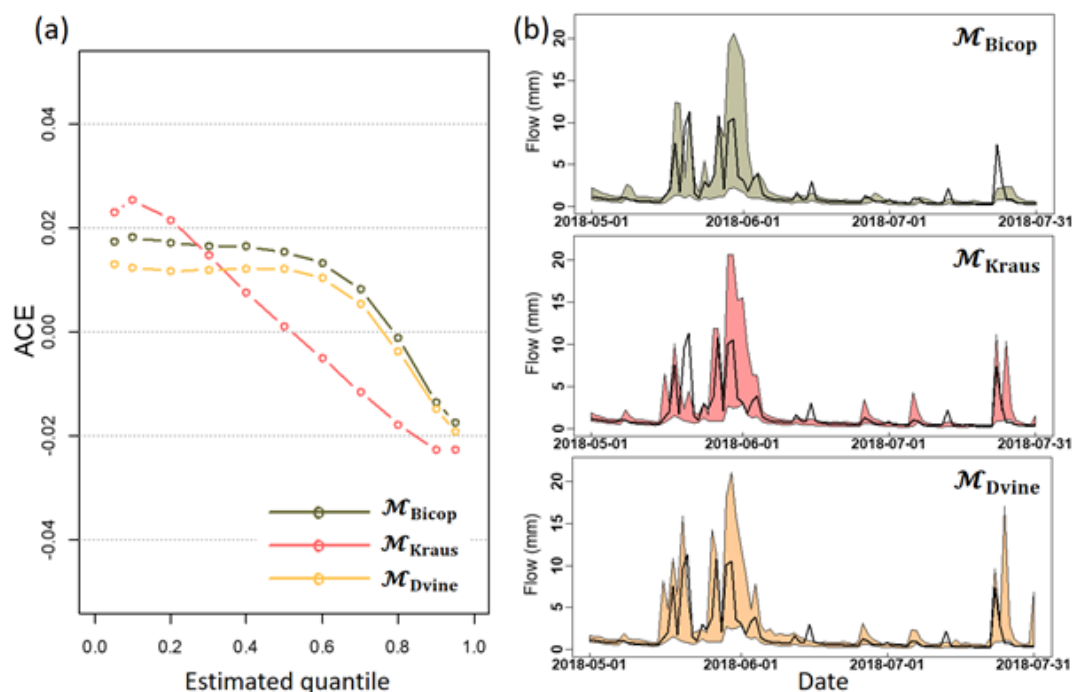 (a)
ACE
0.04
0.02
0.00
-0.02
-0.04
0.0 0.2 0.4 0.6 0.8 1.0
Estimated quantile
ℳBicop
ℳKraus
ℳDvine
(b)
ℳBicop
Flow (mm)
20
15
10
5
0
2018-05-01 2018-06-01 2018-07-01 2018-07-31
ℳKraus
Flow (mm)
20
15
10
5
0
2018-05-01 2018-06-01 2018-07-01 2018-07-31
ℳDvine
Flow (mm)
20
15
10
5
0
2018-05-01 2018-06-01 2018-07-01 2018-07-31
Date